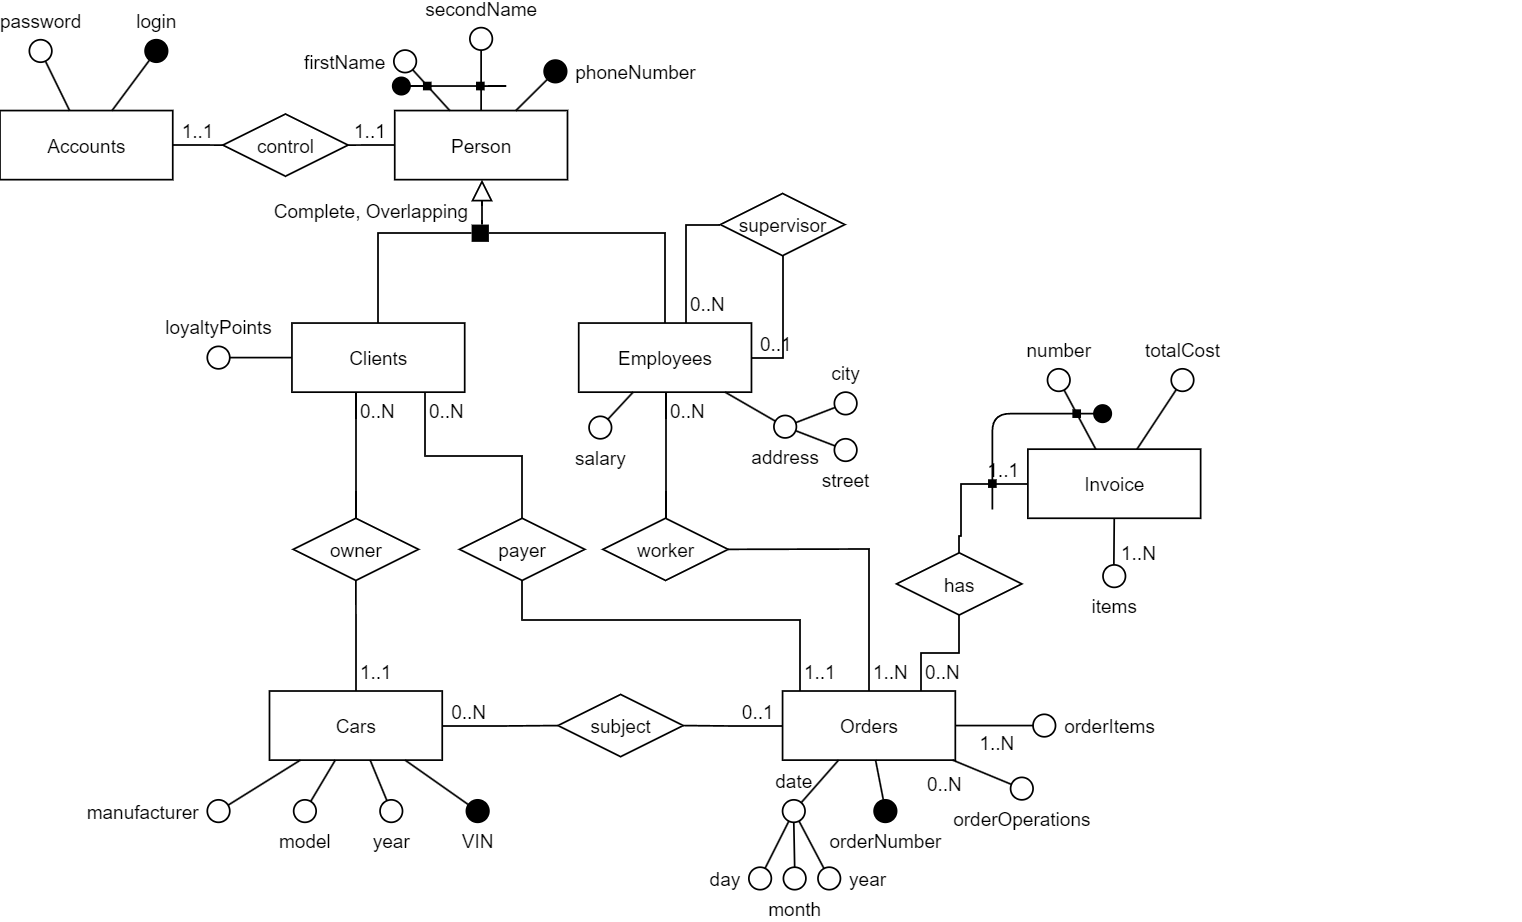 secondName
password
login
firstName
phoneNumber
Accounts
1..1
control
1..1
Person
Complete, Overlapping
supervisor
0..N
loyaltyPoints
Clients
Employees
0..1
number
totalCost
city
0..N
0..N
0..N
salary
address
street
1..1
Invoice
owner
payer
worker
1..N
has
items
1..1
1..1
1..N
0..N
Cars
0..N
subject
0..1
Orders
orderItems
1..N
date
0..N
manufacturer
model
year
VIN
orderNumber
orderOperations
day
month
year